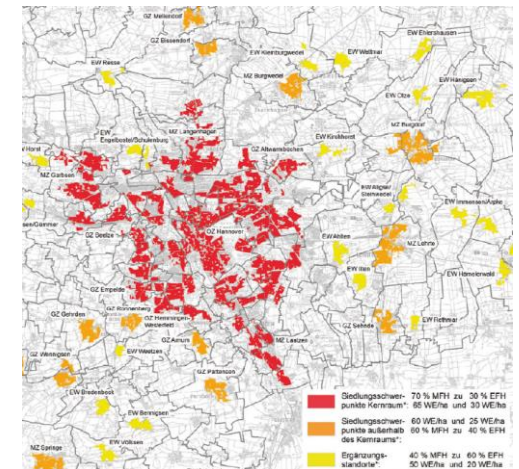 GZ Mellendorf
GZ Bissendorf
EW Resse
EW Kleinburgwedel
EW Wettmar
EW Ehlershausen
EW Hänigsen
MZ Burgwedel
EW Otze
MZ Burgdorf
EW
Engelbostel/Schulenburg
MZ Langenhagen
EW Kirchhorst
GZ Altwarmbüchen
W Horst
MZ Garbsen
EW Aligse/
Steinwedel
EW Immensen/Arpke
GZ Seelze
GZ Hannover
EW Ahlten
MZ Lehrte
EW Ilten
EW Hämelerwald
GZ Empelde
GZ Ronnenberg
GZ Gehrden
GZ Hemmingen-
Westerfeld
GZ Sehnde
EW Rethmar
GZ Arnum
MZ Laatzen
GZ Wennigsen
EW Weetzen
GZ Pattensen
EW Bredenbeck
EW Bennigsen
EW Völksen
MZ Springe
Siedlungsschwer- 70 % MFH zu 30 % EFH
punkte Kernraum*: 65 WE/ha und 30 WE/ha
Siedlungsschwer- 60 WE/ha und 25 WE/ha
punkte außerhalb 60 % MFH zu 40 % EFH
des Kernraums*:
Ergänzungs- 40 % MFH zu 60 % EFH
standorte*: 50 WE/ha und 20 WE/ha